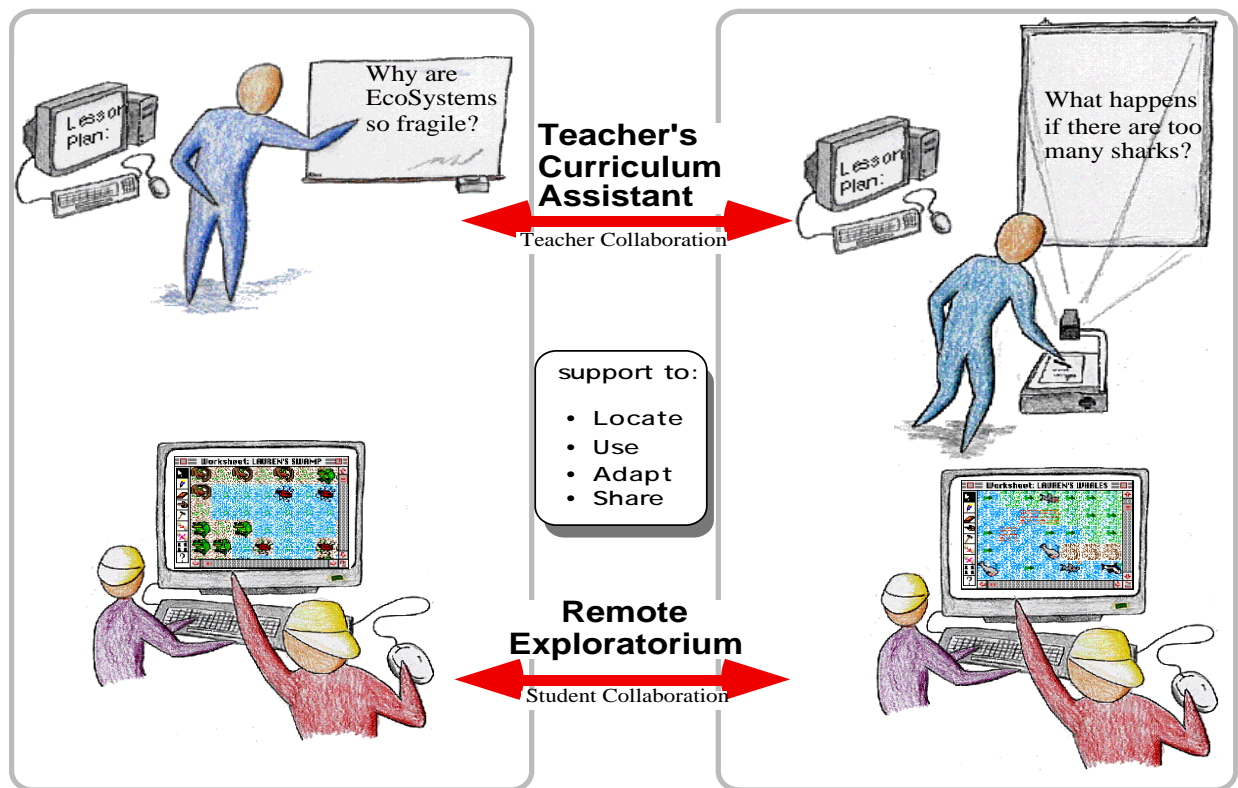 Lesson
Plan:
Why are
EcoSystems
so fragile?
Teacher's
Curriculum
Assistant
Teacher Collaboration
Lesson
Plan:
What happens
if there are too
many sharks?
support to:
• Locate
• Use
• Adapt
• Share
Worksheet: LAUREN'S SWAMP
?
Remote
Exploratorium
Student Collaboration
Worksheet: LAUREN'S WHALES
?